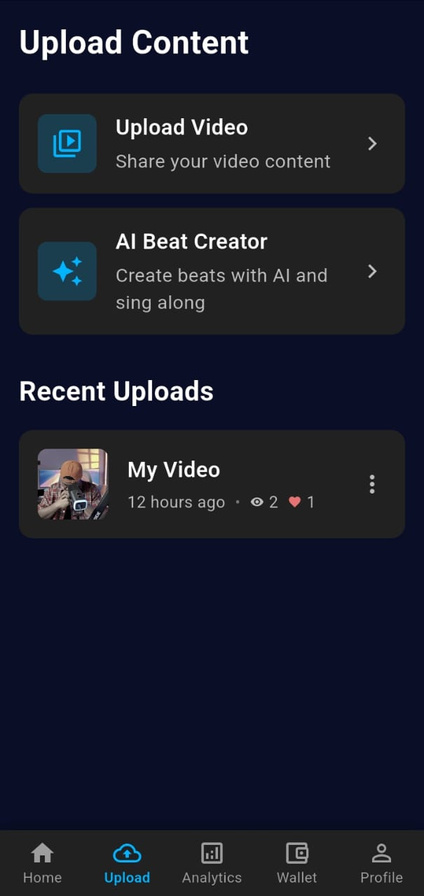 Upload Content
Upload Video
Share your video content
AI Beat Creator
Create beats with AI and
sing along
Recent Uploads
My Video
12 hours ago • 2 1
Home Upload Analytics Wallet Profile